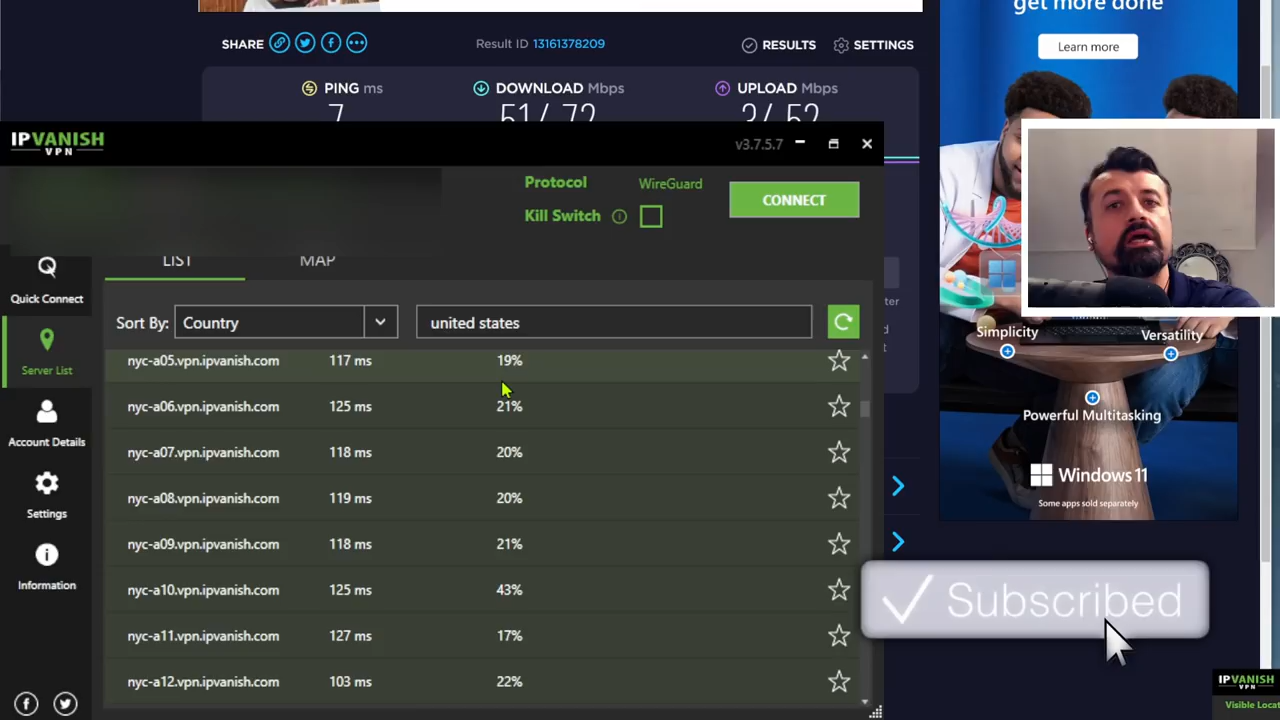 get more done
Learn more
SHARE
Result ID 13161378209
RESULTS
SETTINGS
PING ms
DOWNLOAD Mbps
UPLOAD Mbps
7
51/72
3/52
IPVANISH
VPN
v3.7.5.7
Protocol
WireGuard
CONNECT
Kill Switch
LIST
MAP
Quick Connect
Sort By:
Country
united states
Server List
nyc-a05.vpn.ipvanish.com 117 ms 19%
nyc-a06.vpn.ipvanish.com 125 ms 21%
nyc-a07.vpn.ipvanish.com 118 ms 20%
nyc-a08.vpn.ipvanish.com 119 ms 20%
nyc-a09.vpn.ipvanish.com 118 ms 21%
nyc-a10.vpn.ipvanish.com 125 ms 43%
nyc-a11.vpn.ipvanish.com 127 ms 17%
nyc-a12.vpn.ipvanish.com 103 ms 22%
Account Details
Settings
Information
Simplicity
Versatility
Powerful Multitasking
Windows 11
Some apps sold separately
Subscribed
IPVANISH
VPN